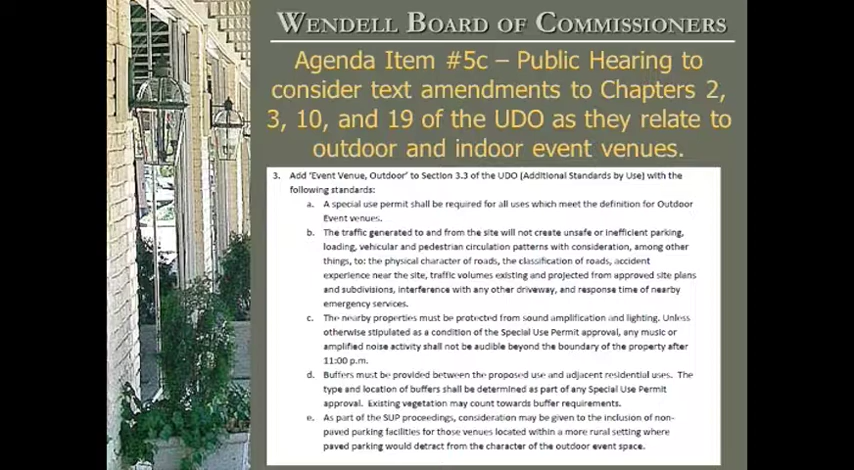 WENDELL BOARD OF COMMISSIONERS
Agenda Item #5c – Public Hearing to
consider text amendments to Chapters 2,
3, 10, and 19 of the UDO as they relate to
outdoor and indoor event venues.
3. Add 'Event Venue, Outdoor' to Section 3.3 of the UDO (Additional Standards by Use) with the
following standards:
a. A special use permit shall be required for all uses which meet the definition for Outdoor
Event venues.
b. The traffic generated to and from the site will not create unsafe or inefficient parking,
loading, vehicular and pedestrian circulation patterns with consideration, among other
things, to: the physical character of roads, the classification of roads, accident
experience near the site, traffic volumes existing and projected from approved site plans
and subdivisions, interference with any other driveway, and response time of nearby
emergency services.
c. The nearby properties must be protected from sound amplification and lighting. Unless
otherwise stipulated as a condition of the Special Use Permit approval, any music or
amplified noise activity shall not be audible beyond the boundary of the property after
11:00 p.m.
d. Buffers must be provided between the proposed use and adjacent residential uses. The
type and location of buffers shall be determined as part of any Special Use Permit
approval. Existing vegetation may count towards buffer requirements.
e. As part of the SUP proceedings, consideration may be given to the inclusion of non-
paved parking facilities for those venues located within a more rural setting where
paved parking would detract from the character of the outdoor event space.